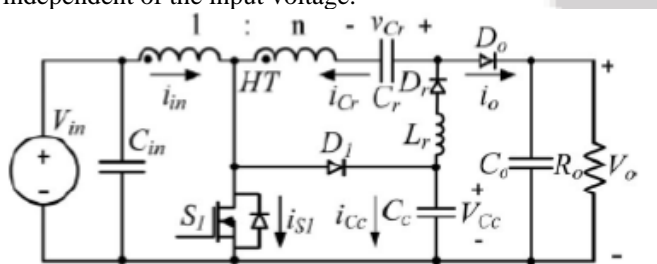 independent of the input voltage.
1 : n - vCr +
Do
HT
iin iCr Cr Dr io
Vin Cin D1 Lr Co Ro Vo
+ - + -
S1 iS1 iCc Cc + VCc -